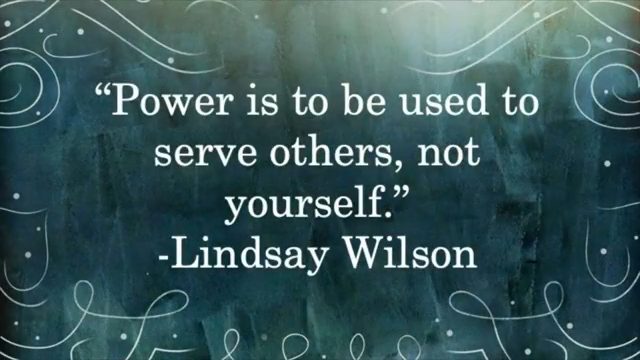 “Power is to be used to
serve others, not
yourself.”
-Lindsay Wilson